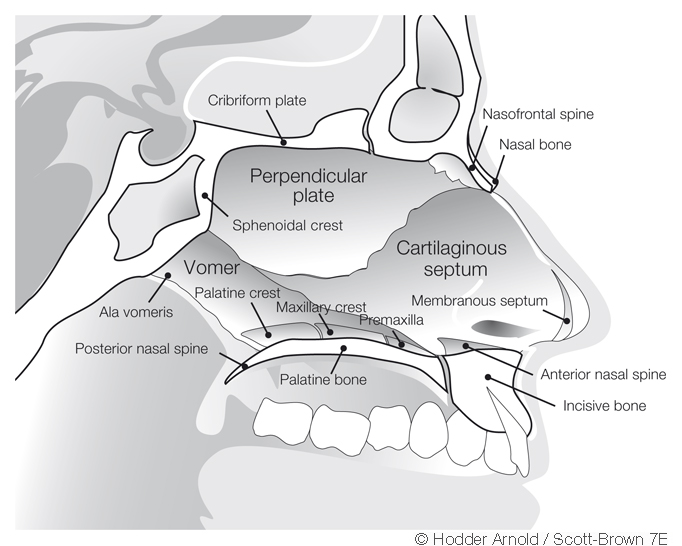 Cribriform plate
Nasofrontal spine
Nasal bone
Perpendicular
plate
Sphenoidal crest
Cartilaginous
septum
Vomer
Palatine crest
Maxillary crest
Membranous septum
Ala vomeris
Premaxilla
Posterior nasal spine
Palatine bone
Anterior nasal spine
Incisive bone
© Hodder Arnold / Scott-Brown 7E